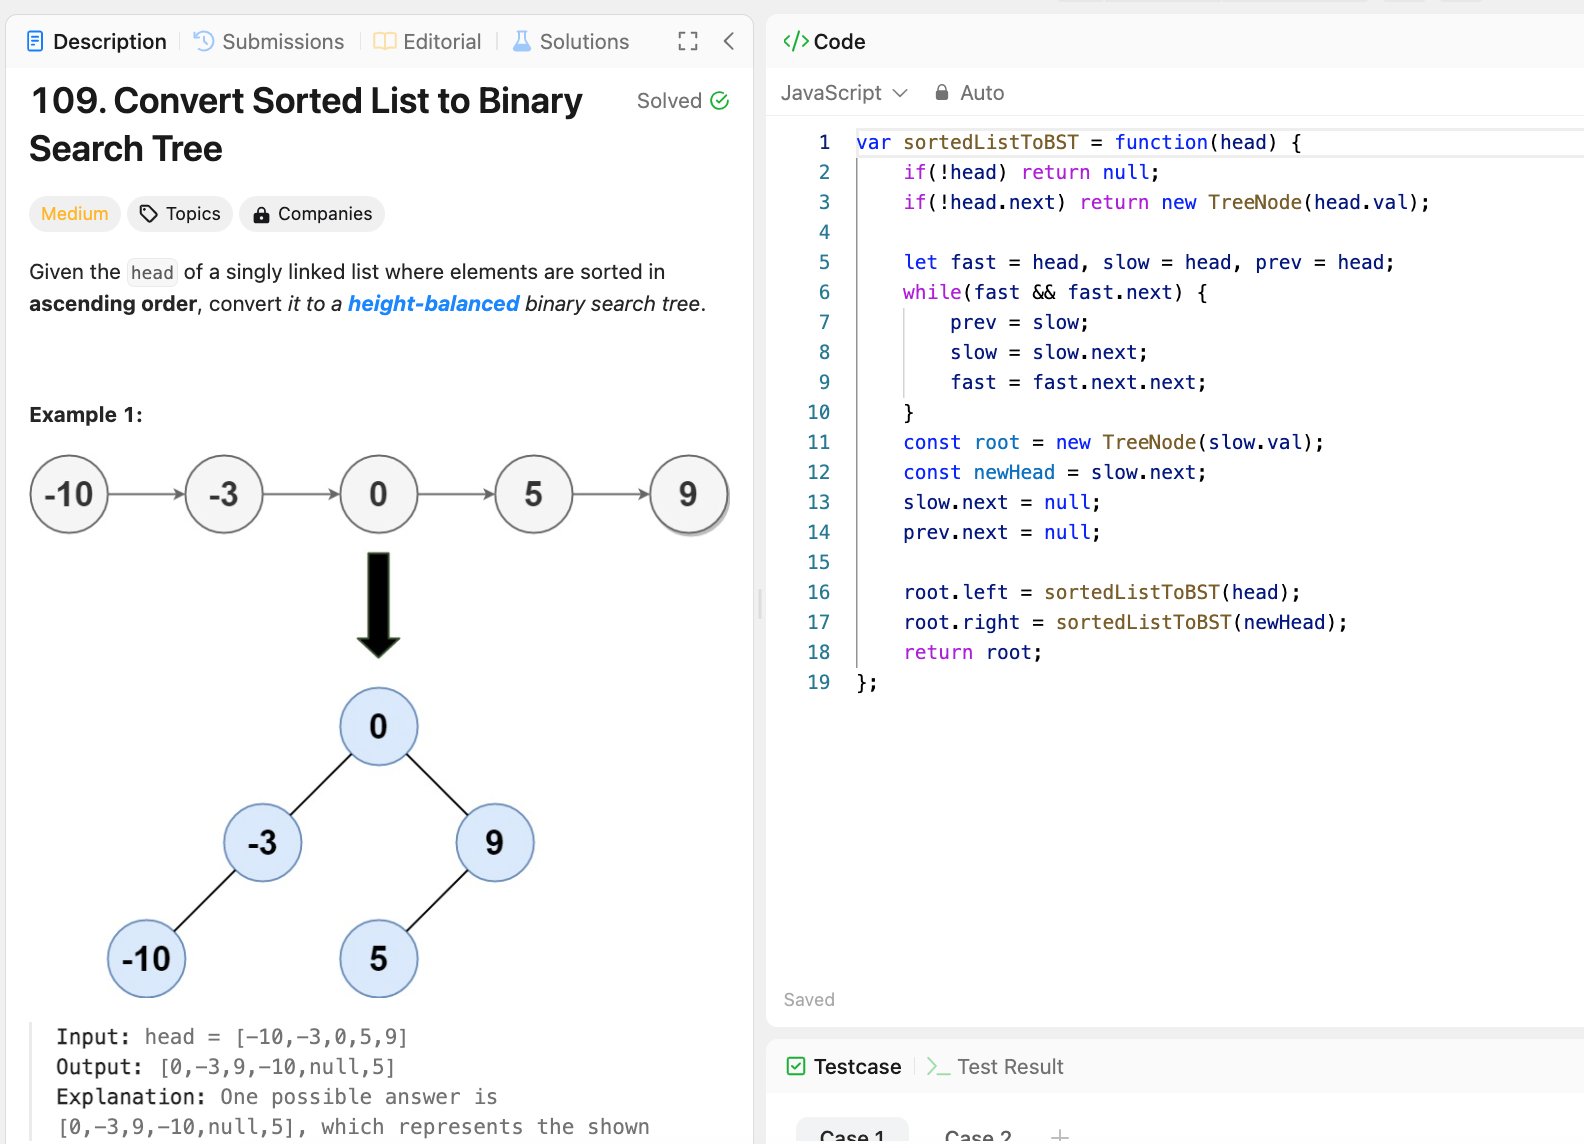 Description
Submissions
Editorial
Solutions
109. Convert Sorted List to Binary
Search Tree
Solved
Medium
Topics
Companies
Given the head of a singly linked list where elements are sorted in
ascending order, convert it to a height-balanced binary search tree.
Example 1:
-10
-3
0
5
9
0
-3
9
-10
5
Input: head = [-10,-3,0,5,9]
Output: [0,-3,9,-10,null,5]
Explanation: One possible answer is
[0,-3,9,-10,null,5], which represents the shown
</> Code
JavaScript
Auto
1 var sortedListToBST = function(head) {
2 if(!head) return null;
3 if(!head.next) return new TreeNode(head.val);
4
5 let fast = head, slow = head, prev = head;
6 while(fast && fast.next) {
7 prev = slow;
8 slow = slow.next;
9 fast = fast.next.next;
10 }
11 const root = new TreeNode(slow.val);
12 const newHead = slow.next;
13 slow.next = null;
14 prev.next = null;
15
16 root.left = sortedListToBST(head);
17 root.right = sortedListToBST(newHead);
18 return root;
19 };
Saved
Testcase
>_ Test Result
Case 1
Case 2
+